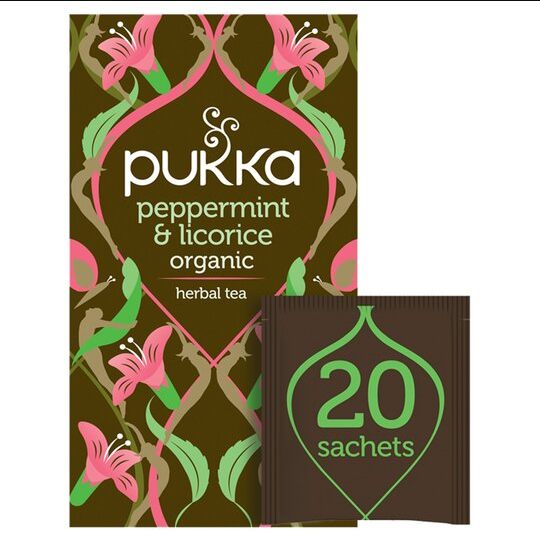 pukka
peppermint
& licorice
organic
herbal tea
20
sachets